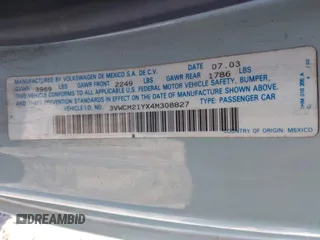 MANUFACTURED BY VOLKSWAGEN DE MEXICO S.A. DE C.V. 07.03
GVWR 3969 LBS GAWR FRONT 2249 LBS GAWR REAR 1786 LBS
THIS VEHICLE CONFORMS TO ALL APPLICABLE FEDERAL MOTOR VEHICLE SAFETY, BUMPER,
AND THEFT PREVENTION STANDARDS IN EFFECT ON THE DATE OF MANUFACTURE SHOWN ABOVE.
VEHICLE I.D. NO. 3VWCM21YX4M308827 TYPE: PASSENGER CAR
COUNTRY OF ORIGIN: MEXICO
DREAMBID